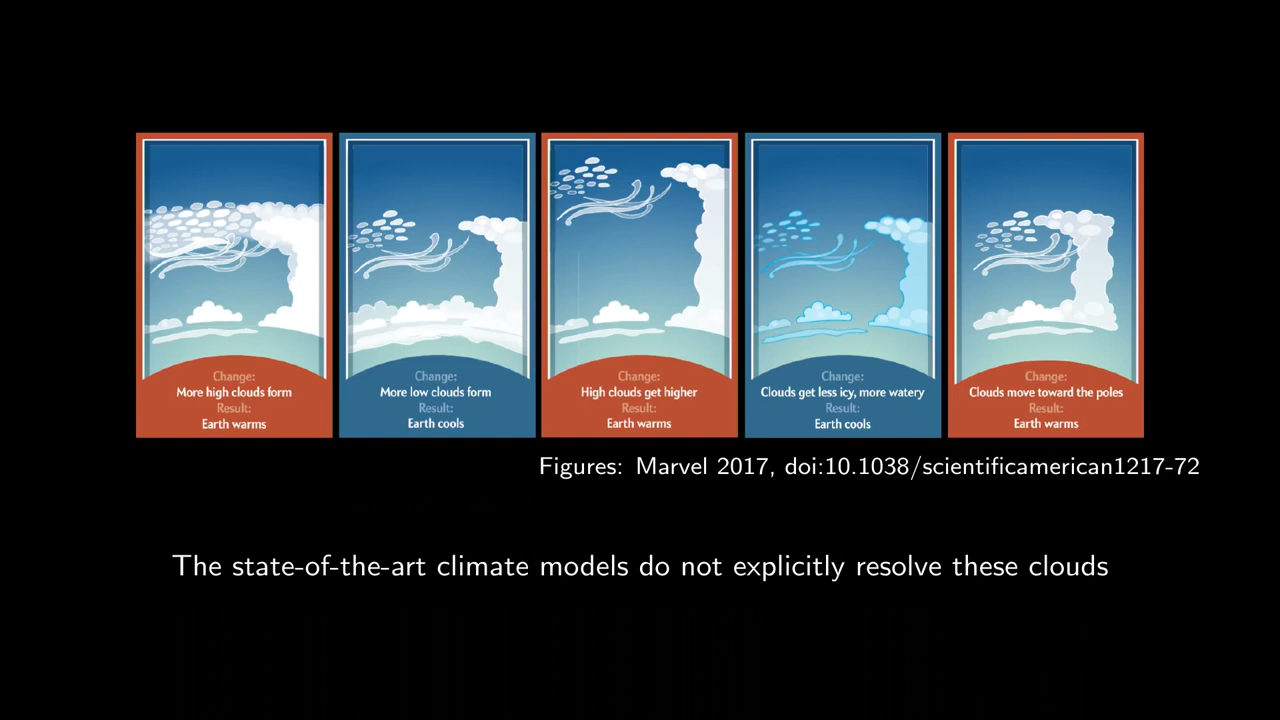 Change:
More high clouds form
Result:
Earth warms
Change:
More low clouds form
Result:
Earth cools
Change:
High clouds get higher
Result:
Earth warms
Change:
Clouds get less icy, more watery
Result:
Earth cools
Change:
Clouds move toward the poles
Result:
Earth warms
Figures: Marvel 2017, doi:10.1038/scientificamerican1217-72
The state-of-the-art climate models do not explicitly resolve these clouds